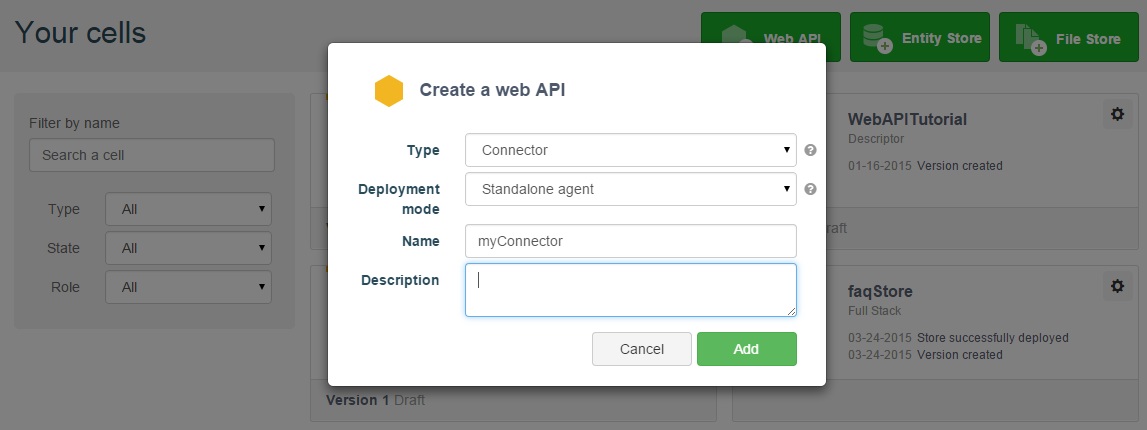 Your cells
Web API
Entity Store
File Store
Filter by name
Search a cell
Type All
State All
Role All
Create a web API
Type Connector
Deployment mode Standalone agent
Name myConnector
Description
Cancel Add
WebAPITutorial
Descriptor
01-16-2015 Version created
faqStore
Full Stack
03-24-2015 Store successfully deployed
03-24-2015 Version created
Version 1 Draft